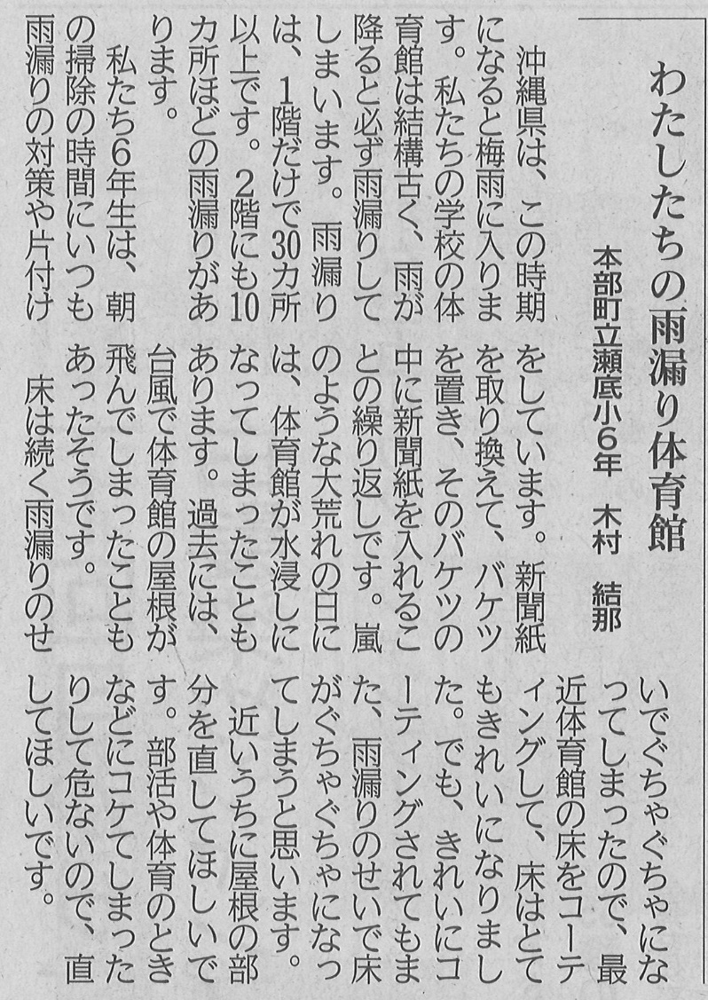 わたしたちの雨漏り体育館
本部町立瀬底小6年　木村　結那
　沖縄県は、この時期
になると梅雨に入りま
す。私たちの学校の体
育館は結構古く、雨が
降ると必ず雨漏りして
しまいます。雨漏り
は、1階だけで30カ所
以上です。2階にも10
カ所ほどの雨漏りがあ
ります。
　私たち6年生は、朝
の掃除の時間にいつも
雨漏りの対策や片付け
をしています。新聞紙
を取り換えて、バケツ
を置き、そのバケツの
中に新聞紙を入れるこ
との繰り返しです。嵐
のような大荒れの日に
は、体育館が水浸しに
なってしまったことも
あります。過去には、
台風で体育館の屋根が
飛んでしまったことも
あったそうです。
　床は続く雨漏りのせ
いでぐちゃぐちゃにな
ってしまったので、最
近体育館の床をコーテ
ィングして、床はとて
もきれいになりまし
た。でも、きれいにコ
ーティングされてもま
た、雨漏りのせいで床
がぐちゃぐちゃになっ
てしまうと思います。
　近いうちに屋根の部
分を直してほしいで
す。部活や体育のとき
などにコケてしまった
りして危ないので、直
してほしいです。